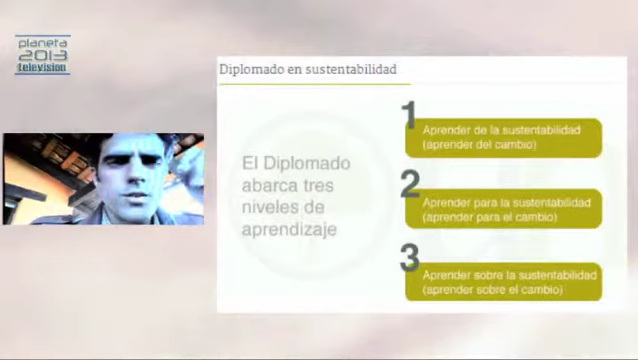 planeta
2013
television
Diplomado en sustentabilidad
El Diplomado
abarca tres
niveles de
aprendizaje
1
Aprender de la sustentabilidad
(aprender del cambio)
2
Aprender para la sustentabilidad
(aprender para el cambio)
3
Aprender sobre la sustentabilidad
(aprender sobre el cambio)